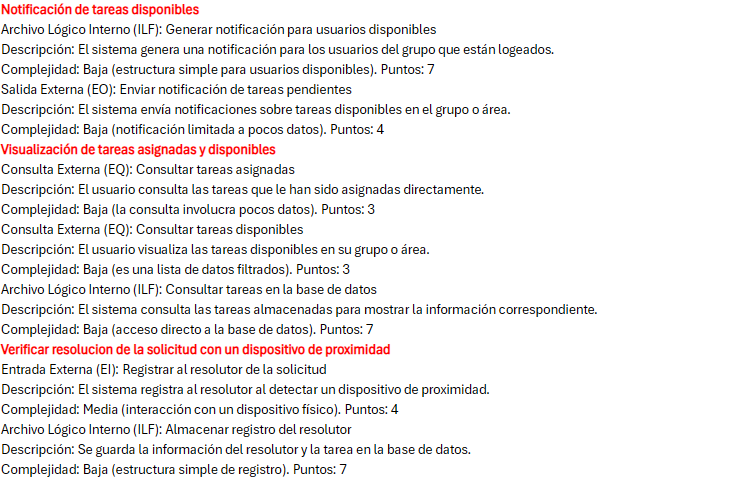 Notificación de tareas disponibles
Archivo Lógico Interno (ILF): Generar notificación para usuarios disponibles
Descripción: El sistema genera una notificación para los usuarios del grupo que están logeados.
Complejidad: Baja (estructura simple para usuarios disponibles). Puntos: 7
Salida Externa (EO): Enviar notificación de tareas pendientes
Descripción: El sistema envía notificaciones sobre tareas disponibles en el grupo o área.
Complejidad: Baja (notificación limitada a pocos datos). Puntos: 4
Visualización de tareas asignadas y disponibles
Consulta Externa (EQ): Consultar tareas asignadas
Descripción: El usuario consulta las tareas que le han sido asignadas directamente.
Complejidad: Baja (la consulta involucra pocos datos). Puntos: 3
Consulta Externa (EQ): Consultar tareas disponibles
Descripción: El usuario visualiza las tareas disponibles en su grupo o área.
Complejidad: Baja (es una lista de datos filtrados). Puntos: 3
Archivo Lógico Interno (ILF): Consultar tareas en la base de datos
Descripción: El sistema consulta las tareas almacenadas para mostrar la información correspondiente.
Complejidad: Baja (acceso directo a la base de datos). Puntos: 7
Verificar resolucion de la solicitud con un dispositivo de proximidad
Entrada Externa (EI): Registrar al resolutor de la solicitud
Descripción: El sistema registra al resolutor al detectar un dispositivo de proximidad.
Complejidad: Media (interacción con un dispositivo físico). Puntos: 4
Archivo Lógico Interno (ILF): Almacenar registro del resolutor
Descripción: Se guarda la información del resolutor y la tarea en la base de datos.
Complejidad: Baja (estructura simple de registro). Puntos: 7